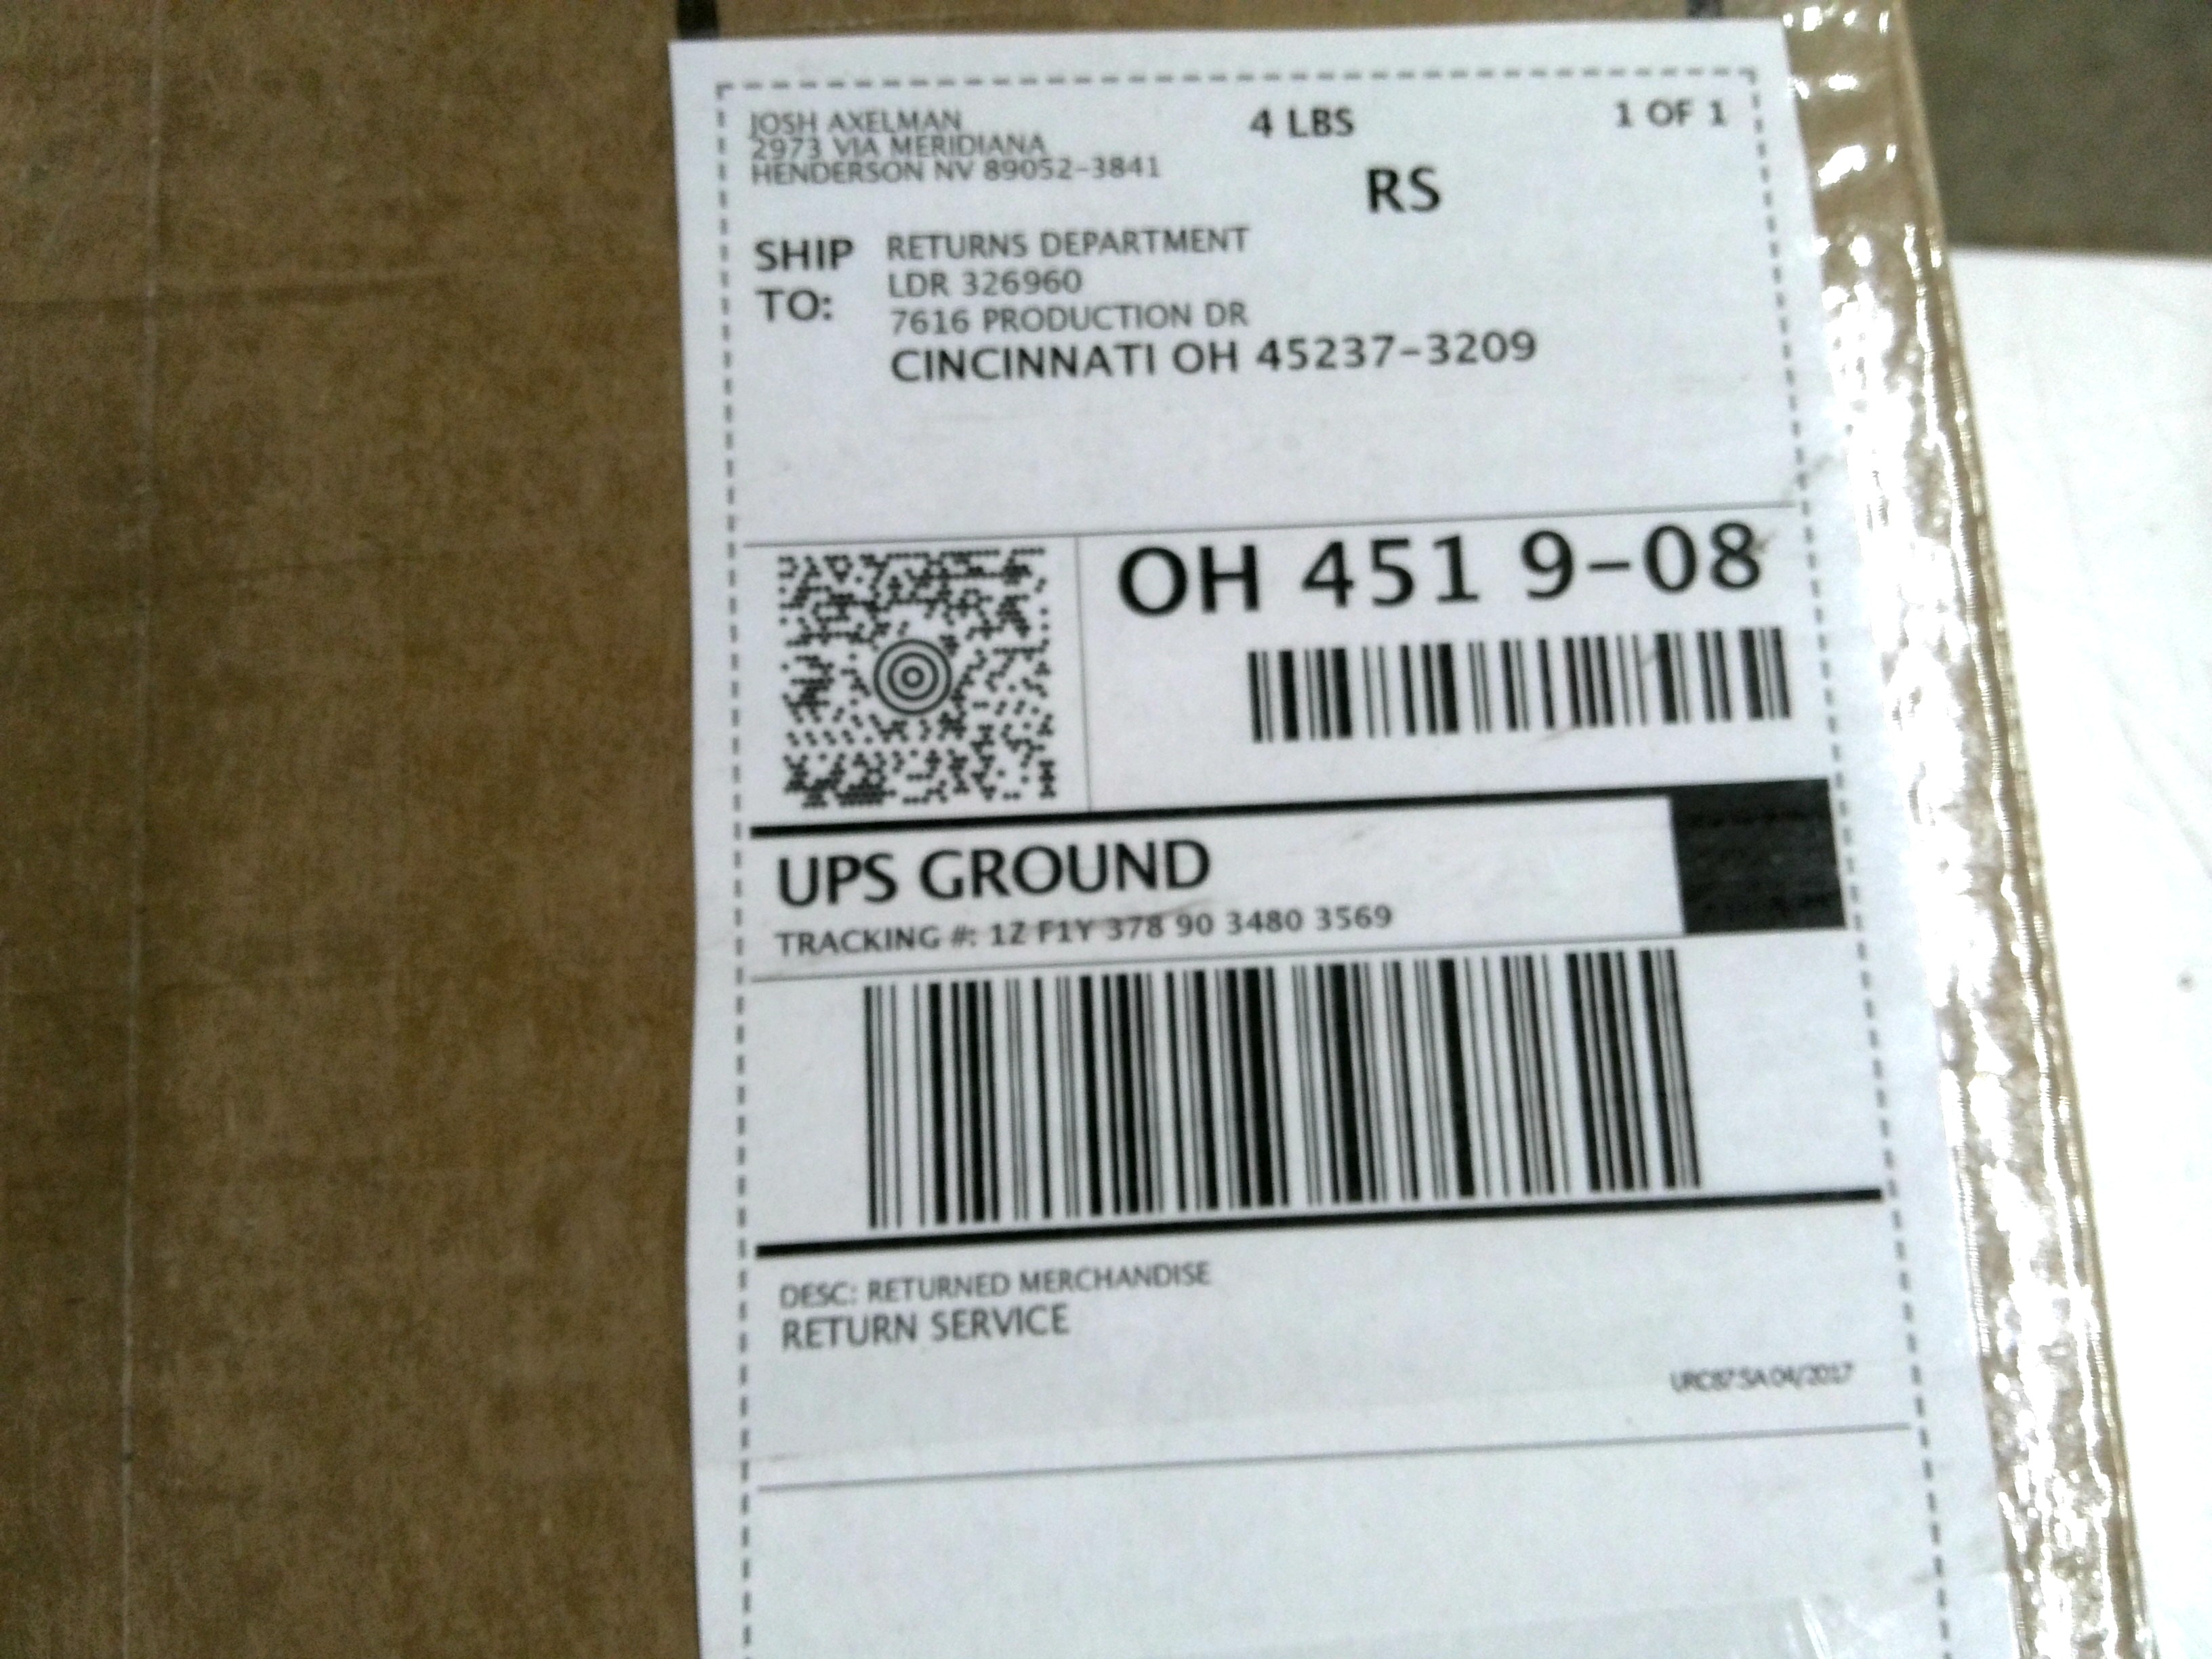 JOSH AXELMAN
2973 VIA MERIDIANA
HENDERSON NV 89052-3841
4 LBS
1 OF 1
RS
SHIP TO:
RETURNS DEPARTMENT
LDR 326960
7616 PRODUCTION DR
CINCINNATI OH 45237-3209
OH 451 9-08
UPS GROUND
TRACKING #: 1Z F1Y 378 90 3480 3569
DESC: RETURNED MERCHANDISE
RETURN SERVICE
04/2017